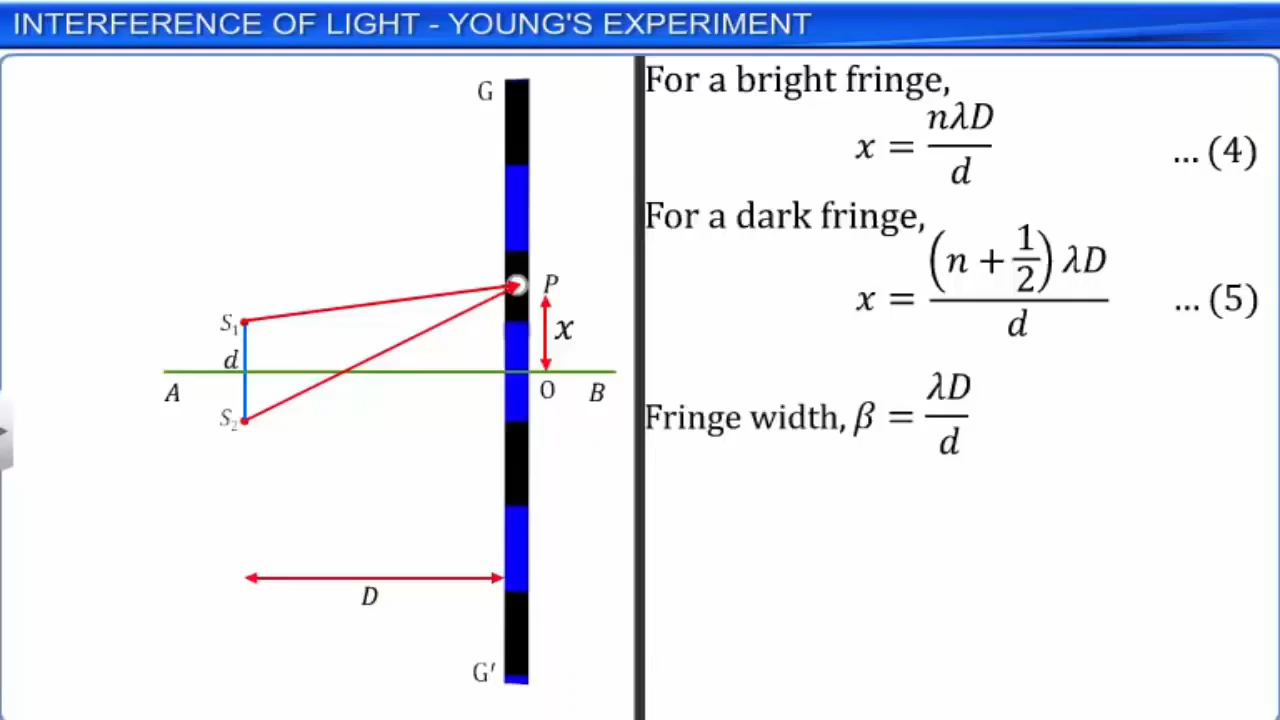 INTERFERENCE OF LIGHT - YOUNG'S EXPERIMENT
G
P
S₁
x
d
A
O
B
S₂
D
G′
For a bright fringe,
x = nλD / d ... (4)
For a dark fringe,
x = (n + 1/2) λD / d ... (5)
Fringe width, β = λD / d